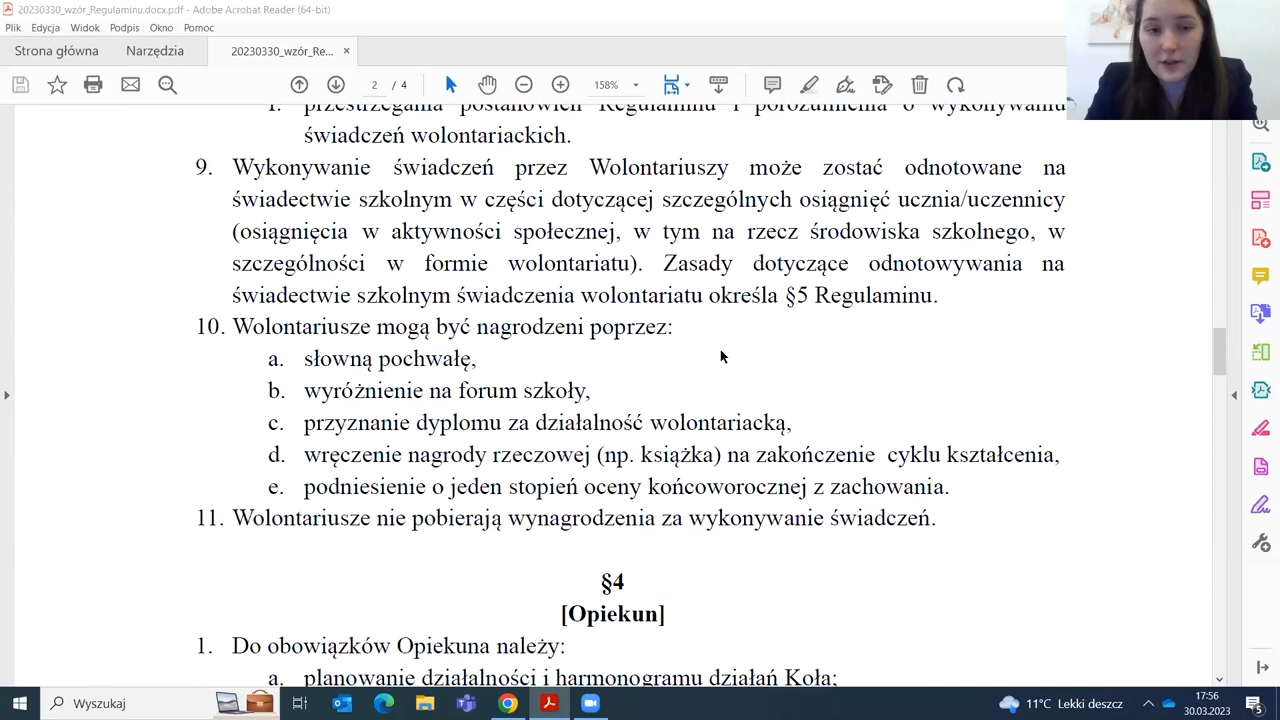 20230330_wzór_Regulaminu.docx.pdf - Adobe Acrobat Reader (64-bit)
Plik Edycja Widok Podpis Okno Pomoc
Strona główna Narzędzia 20230330_wzór_Re... ×
2 / 4 158%
f. przestrzegania postanowień Regulaminu i porozumienia o wykonywaniu
świadczeń wolontariackich.
9. Wykonywanie świadczeń przez Wolontariuszy może zostać odnotowane na
świadectwie szkolnym w części dotyczącej szczególnych osiągnięć ucznia/uczennicy
(osiągnięcia w aktywności społecznej, w tym na rzecz środowiska szkolnego, w
szczególności w formie wolontariatu). Zasady dotyczące odnotowywania na
świadectwie szkolnym świadczenia wolontariatu określa §5 Regulaminu.
10. Wolontariusze mogą być nagrodzeni poprzez:
a. słowną pochwałę,
b. wyróżnienie na forum szkoły,
c. przyznanie dyplomu za działalność wolontariacką,
d. wręczenie nagrody rzeczowej (np. książka) na zakończenie cyklu kształcenia,
e. podniesienie o jeden stopień oceny końcoworocznej z zachowania.
11. Wolontariusze nie pobierają wynagrodzenia za wykonywanie świadczeń.
§4
[Opiekun]
1. Do obowiązków Opiekuna należy:
a. planowanie działalności i harmonogramu działań Koła;
Wyszukaj 11°C Lekki deszcz 17:56
30.03.2023 5